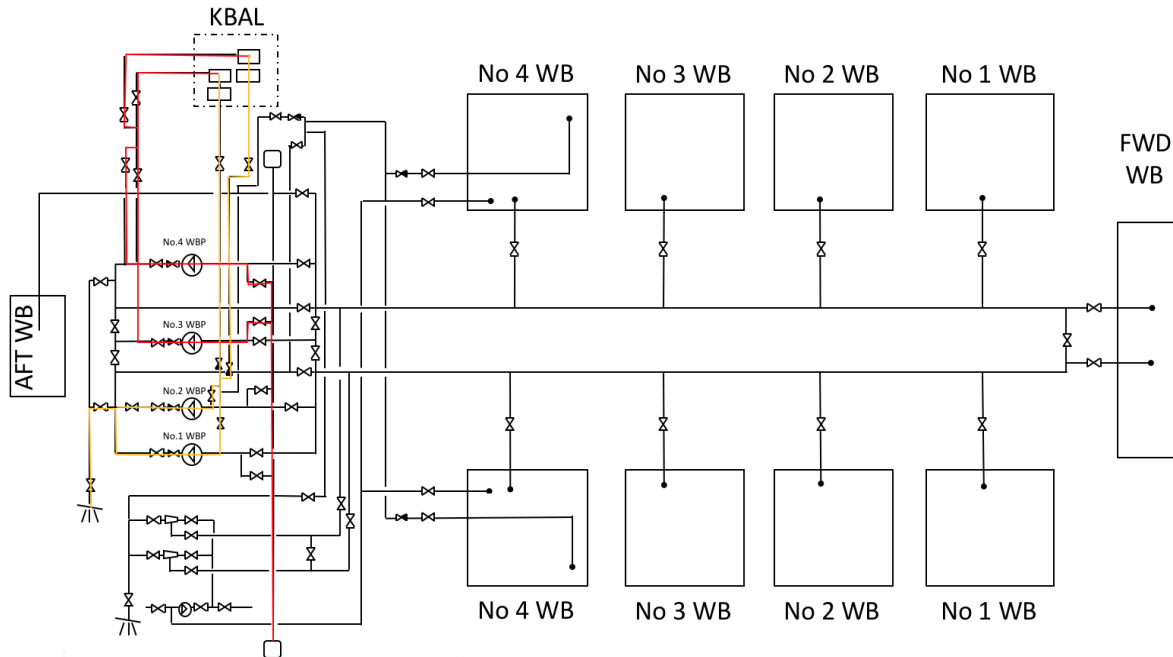 KBAL
No 4 WB
No 3 WB
No 2 WB
No 1 WB
FWD
WB
No.4 WBP
No.3 WBP
No.2 WBP
No.1 WBP
AFT WB
No 4 WB
No 3 WB
No 2 WB
No 1 WB